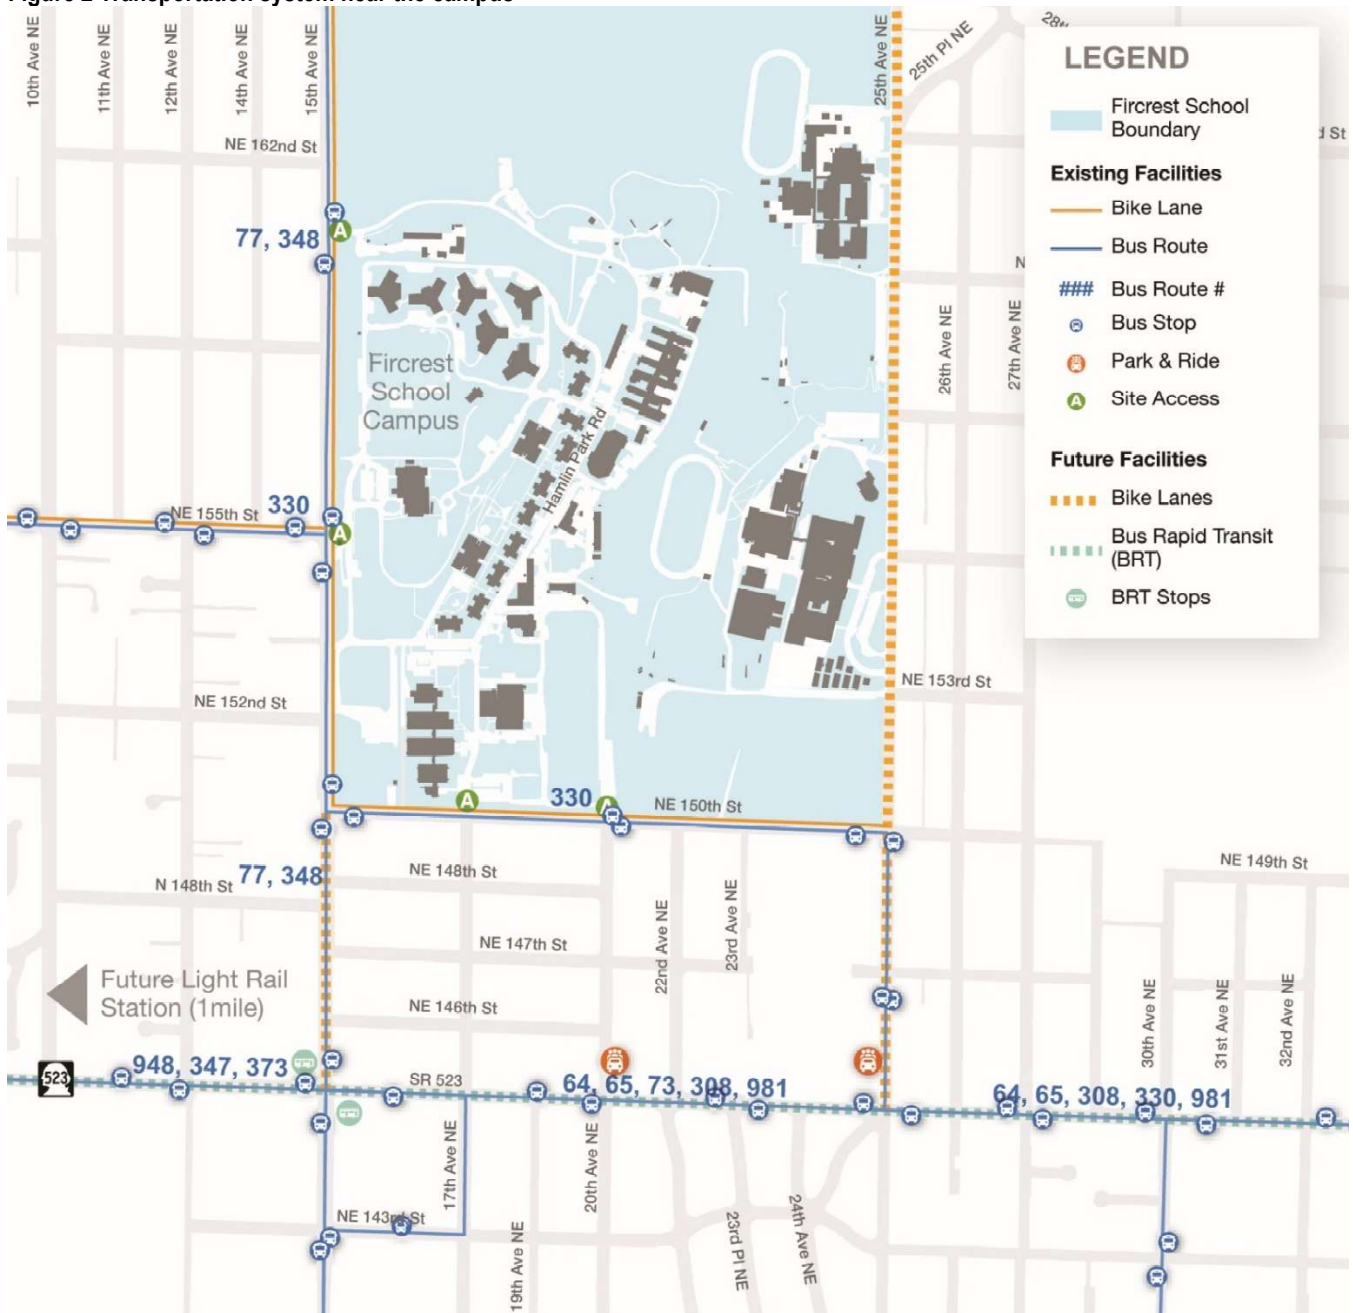 Figure 2 Transportation system near the campus
10th Ave NE
11th Ave NE
12th Ave NE
14th Ave NE
15th Ave NE
25th Ave NE
25th Pl NE
28th
NE 162nd St
77, 348
Fircrest
School
Campus
Hamlin Park Rd
26th Ave NE
27th Ave NE
N
d St
LEGEND
Fircrest School
Boundary
Existing Facilities
Bike Lane
Bus Route
### Bus Route #
Bus Stop
Park & Ride
A Site Access
Future Facilities
Bike Lanes
Bus Rapid Transit
(BRT)
BRT Stops
A
330
NE 155th St
A
NE 153rd St
NE 152nd St
A
330
A
NE 150th St
NE 149th St
77, 348
NE 148th St
N 148th St
22nd Ave NE
23rd Ave NE
NE 147th St
Future Light Rail
Station (1mile)
NE 146th St
30th Ave NE
31st Ave NE
32nd Ave NE
523
948, 347, 373
SR 523
64, 65, 73, 308, 981
64, 65, 308, 330, 981
17th Ave NE
20th Ave NE
NE 143rd St
19th Ave NE
23rd Pl NE
24th Ave NE